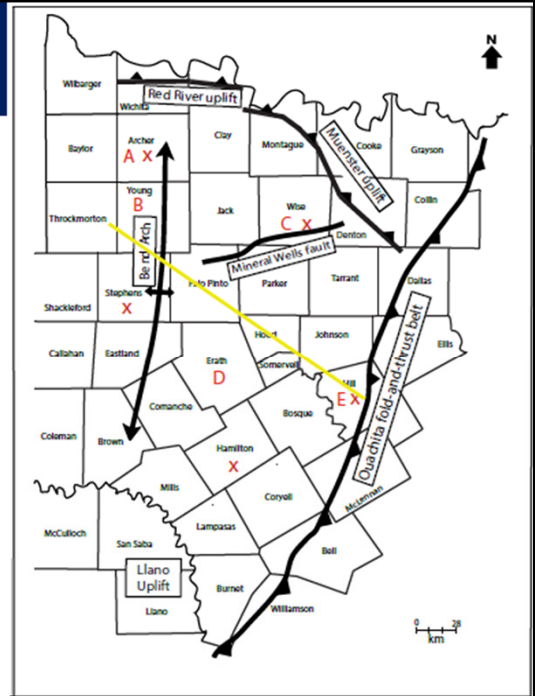 N
Wilbarger
Wichita
Red River uplift
Baylor
Archer
A x
Clay
Montague
Cooke
Grayson
Muenster uplift
Young
B
Throckmorton
Jack
Wise
C x
Denton
Collin
Bend Arch
Mineral Wells fault
Shackleford
Stephens
x
Palo Pinto
Parker
Tarrant
Dallas
Callahan
Eastland
Erath
D
Hood
Somervell
Johnson
Ellis
Hill
E x
Ouachita fold-and-thrust belt
Coleman
Brown
Comanche
Bosque
Hamilton
x
Mills
Coryell
McLennan
McCulloch
San Saba
Lampasas
Bell
Llano
Uplift
Llano
Burnet
Williamson
0 28
km